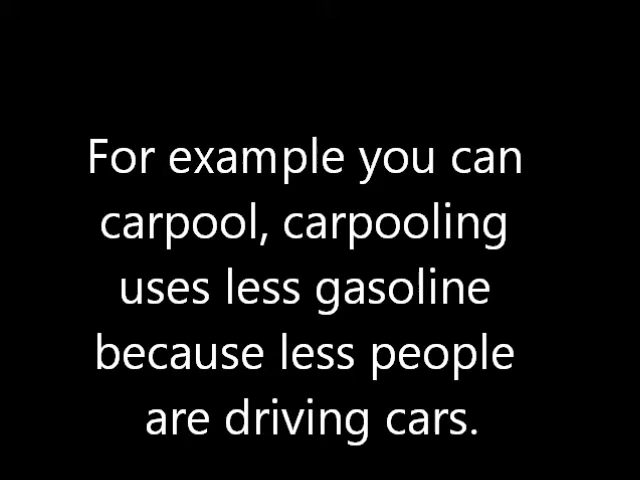 For example you can
carpool, carpooling
uses less gasoline
because less people
are driving cars.